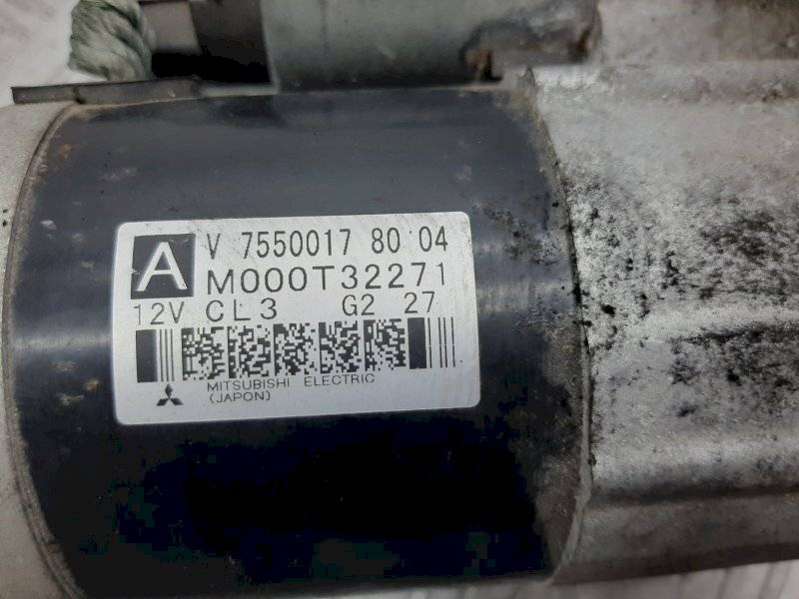 A
V 7550017 80 04
M000T32271
12V CL3 G2 27
MITSUBISHI ELECTRIC
(JAPON)